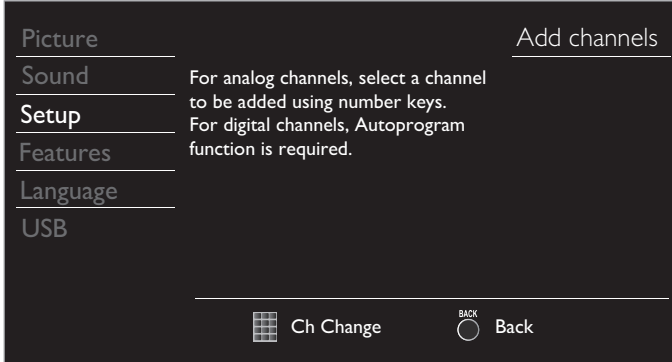 Picture
Sound
Setup
Features
Language
USB
Add channels
For analog channels, select a channel
to be added using number keys.
For digital channels, Autoprogram
function is required.
Ch Change
BACK
Back